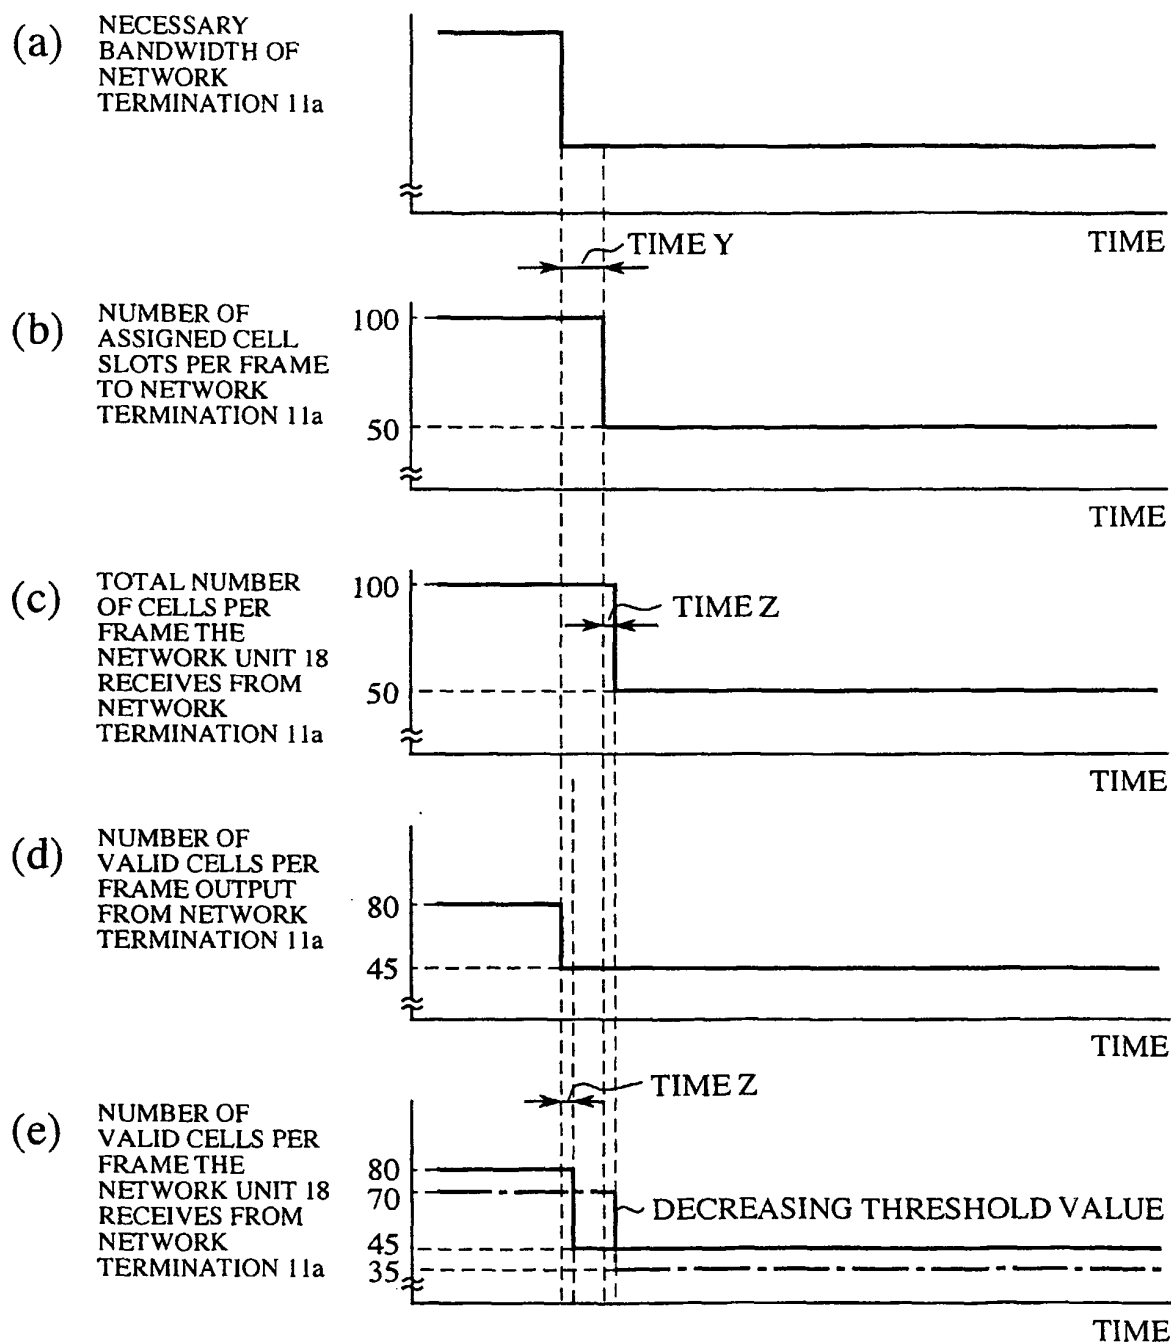 (a)
NECESSARY
BANDWIDTH OF
NETWORK
TERMINATION 11a
TIME
TIME Y
(b)
NUMBER OF
ASSIGNED CELL
SLOTS PER FRAME
TO NETWORK
TERMINATION 11a
100
50
TIME
(c)
TOTAL NUMBER
OF CELLS PER
FRAME THE
NETWORK UNIT 18
RECEIVES FROM
NETWORK
TERMINATION 11a
100
50
TIME Z
TIME
(d)
NUMBER OF
VALID CELLS PER
FRAME OUTPUT
FROM NETWORK
TERMINATION 11a
80
45
TIME
TIME Z
(e)
NUMBER OF
VALID CELLS PER
FRAME THE
NETWORK UNIT 18
RECEIVES FROM
NETWORK
TERMINATION 11a
80
70
45
35
DECREASING THRESHOLD VALUE
TIME